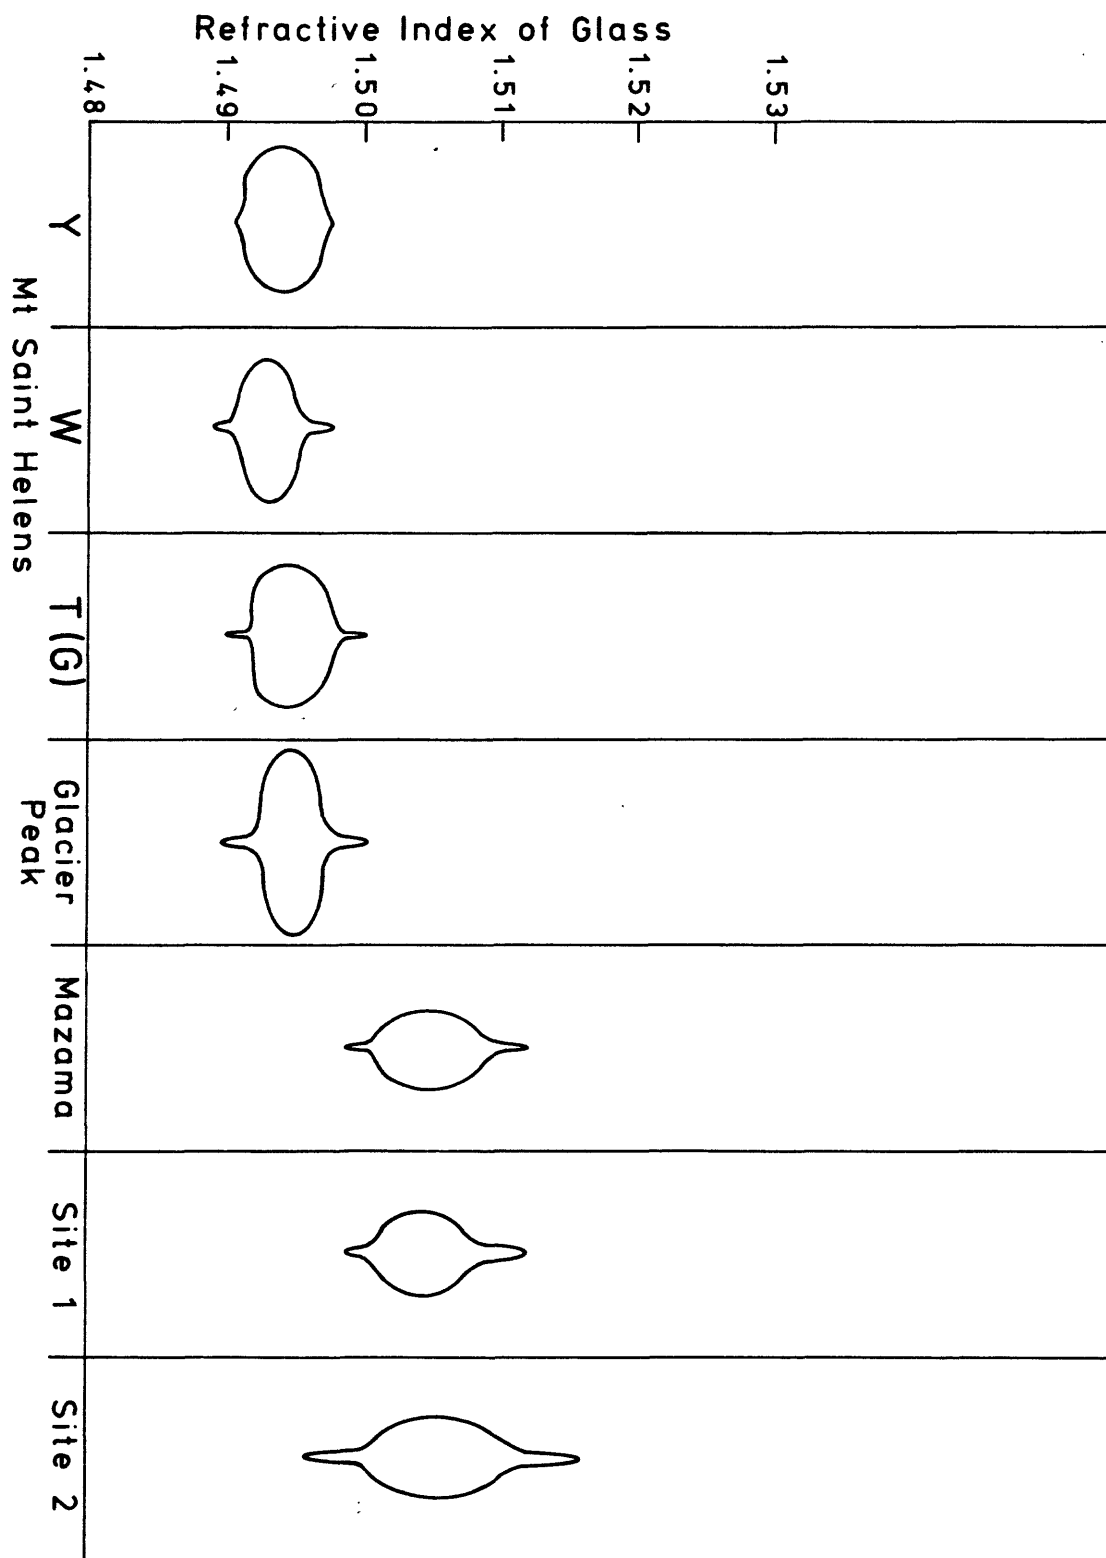 Refractive Index of Glass
1.48
1.49
1.50
1.51
1.52
1.53
Y
W
T (G)
Mt Saint Helens
Glacier
Peak
Mazama
Site 1
Site 2